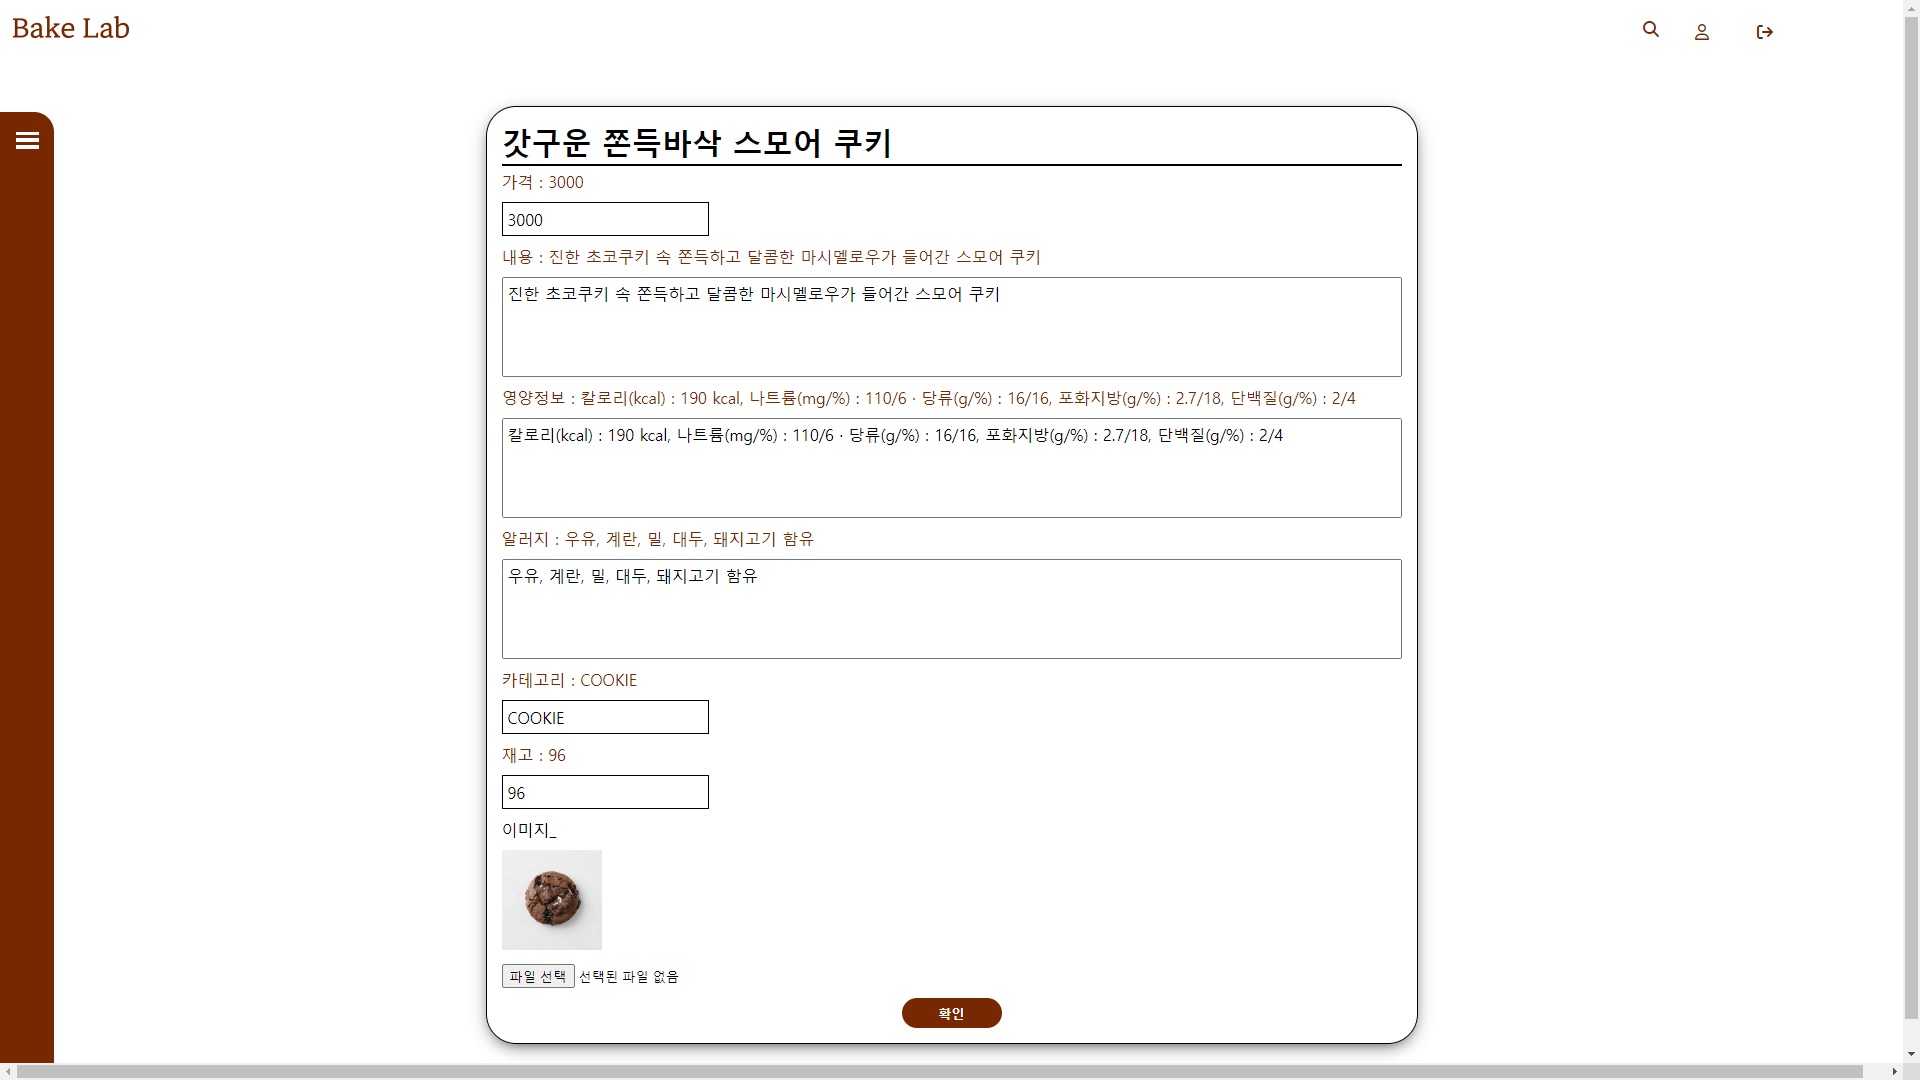 Bake Lab
갓구운 쫀득바삭 스모어 쿠키
가격 : 3000
3000
내용 : 진한 초코쿠키 속 쫀득하고 달콤한 마시멜로우가 들어간 스모어 쿠키
진한 초코쿠키 속 쫀득하고 달콤한 마시멜로우가 들어간 스모어 쿠키
영양정보 : 칼로리(kcal) : 190 kcal, 나트륨(mg/%) : 110/6 · 당류(g/%) : 16/16, 포화지방(g/%) : 2.7/18, 단백질(g/%) : 2/4
칼로리(kcal) : 190 kcal, 나트륨(mg/%) : 110/6 · 당류(g/%) : 16/16, 포화지방(g/%) : 2.7/18, 단백질(g/%) : 2/4
알러지 : 우유, 계란, 밀, 대두, 돼지고기 함유
우유, 계란, 밀, 대두, 돼지고기 함유
카테고리 : COOKIE
COOKIE
재고 : 96
96
이미지_
파일 선택 선택된 파일 없음
확인